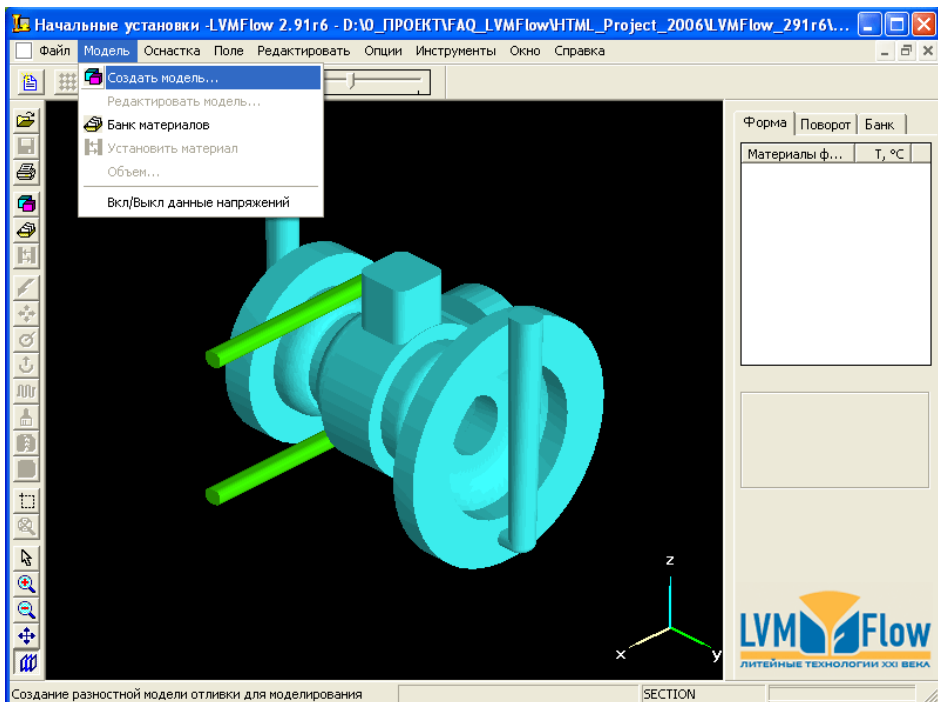 Начальные установки -LVMFlow 2.91r6 - D:\0_ПРОЕКТ\FAQ_LVMFlow\HTML_Project_2006\LVMFlow_291r6\...
Файл Модель Оснастка Поле Редактировать Опции Инструменты Окно Справка
Создать модель...
Редактировать модель...
Банк материалов
Установить материал
Объем...
Вкл/Выкл данные напряжений
Форма Поворот Банк
Материалы ф... T, °C
z
x
y
LVM Flow
ЛИТЕЙНЫЕ ТЕХНОЛОГИИ XXI ВЕКА
Создание разностной модели отливки для моделирования
SECTION